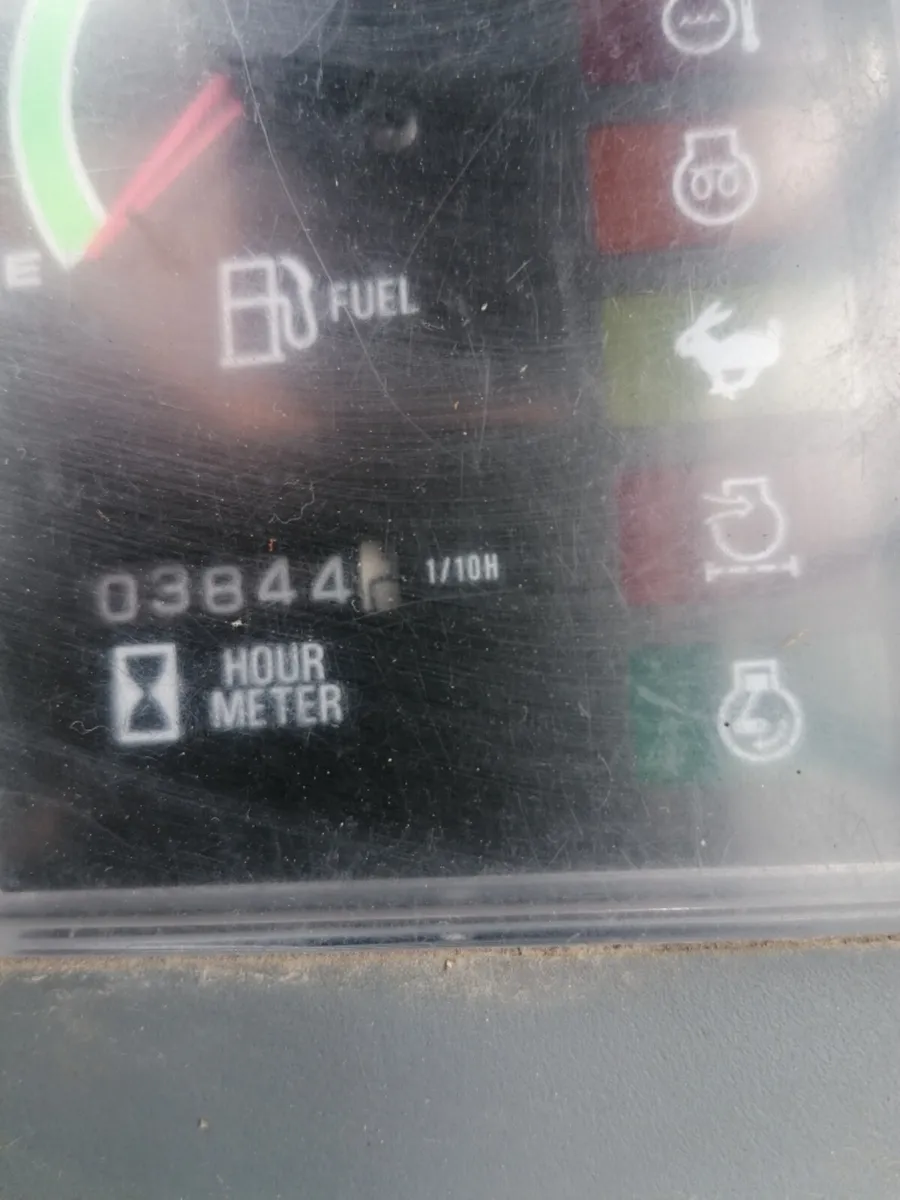 E
FUEL
03844 1/10H
HOUR
METER